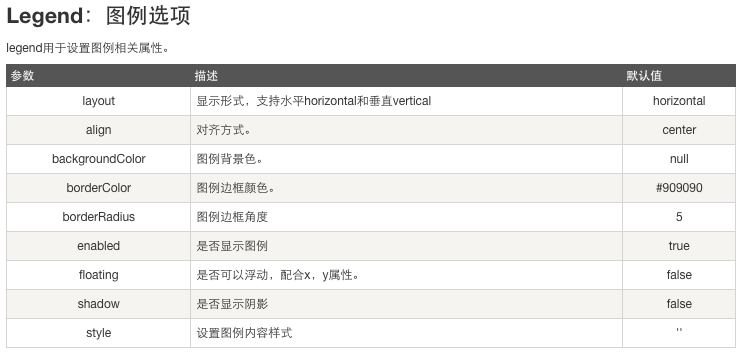 Legend：图例选项
legend用于设置图例相关属性。
参数 描述 默认值
layout 显示形式，支持水平horizontal和垂直vertical horizontal
align 对齐方式。 center
backgroundColor 图例背景色。 null
borderColor 图例边框颜色。 #909090
borderRadius 图例边框角度 5
enabled 是否显示图例 true
floating 是否可以浮动，配合x，y属性。 false
shadow 是否显示阴影 false
style 设置图例内容样式 ''